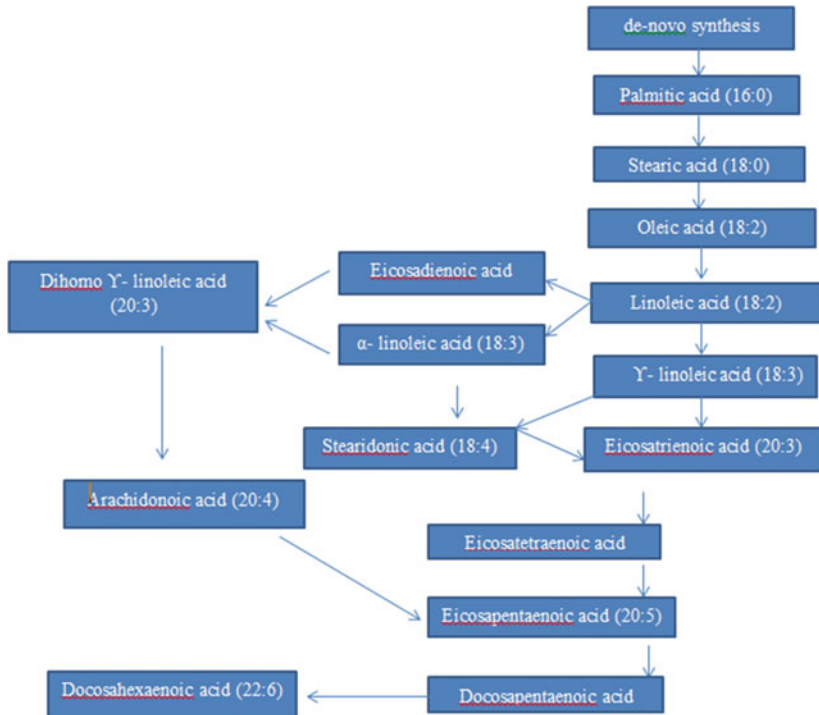 de-novo synthesis
Palmitic acid (16:0)
Stearic acid (18:0)
Oleic acid (18:2)
Eicosadienoic acid
Dihomo ϒ- linoleic acid
(20:3)
Linoleic acid (18:2)
α- linoleic acid (18:3)
ϒ- linoleic acid (18:3)
Stearidonic acid (18:4)
Eicosatrienoic acid (20:3)
Arachidonoic acid (20:4)
Eicosatetraenoic acid
Eicosapentaenoic acid (20:5)
Docosahexaenoic acid (22:6)
Docosapentaenoic acid